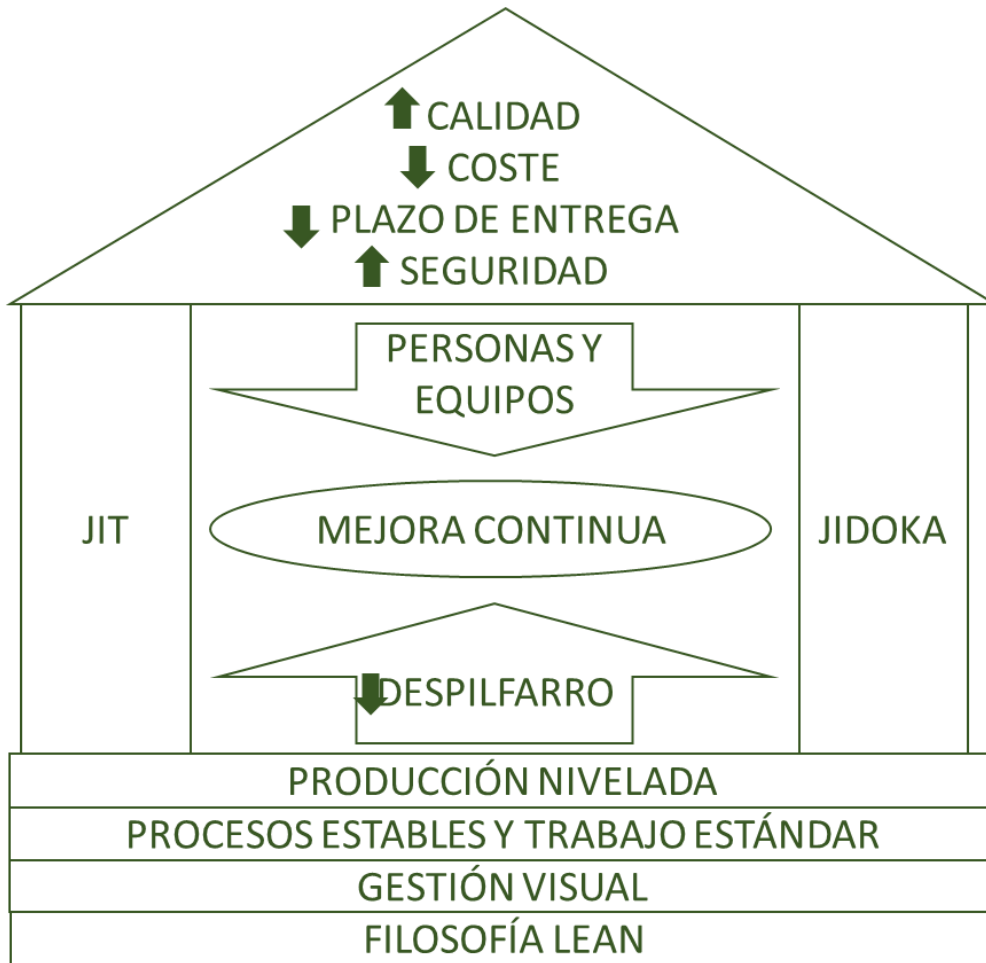 CALIDAD
COSTE
PLAZO DE ENTREGA
SEGURIDAD
PERSONAS Y
EQUIPOS
JIT
MEJORA CONTINUA
JIDOKA
DESPILFARRO
PRODUCCIÓN NIVELADA
PROCESOS ESTABLES Y TRABAJO ESTÁNDAR
GESTIÓN VISUAL
FILOSOFÍA LEAN